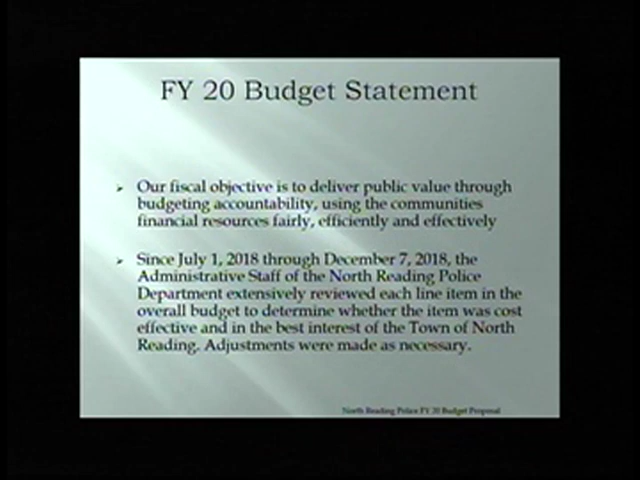 FY 20 Budget Statement
Our fiscal objective is to deliver public value through
budgeting accountability, using the communities
financial resources fairly, efficiently and effectively
Since July 1, 2018 through December 7, 2018, the
Administrative Staff of the North Reading Police
Department extensively reviewed each line item in the
overall budget to determine whether the item was cost
effective and in the best interest of the Town of North
Reading. Adjustments were made as necessary.
North Reading Police FY 20 Budget Proposal